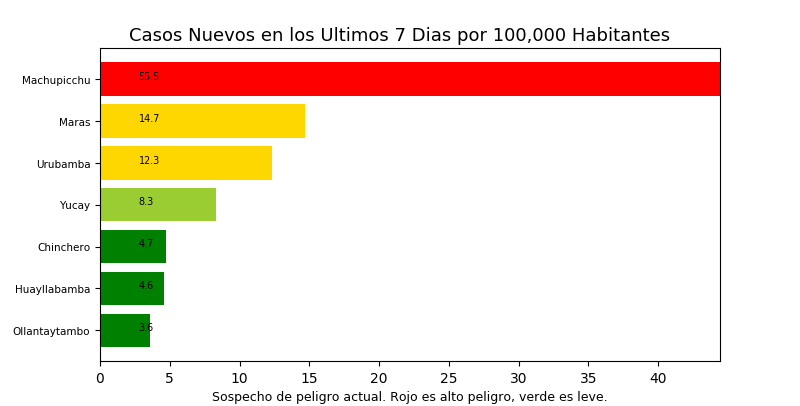 Casos Nuevos en los Ultimos 7 Dias por 100,000 Habitantes
Machupicchu 55.5
Maras 14.7
Urubamba 12.3
Yucay 8.3
Chinchero 4.7
Huayllabamba 4.6
Ollantaytambo 3.6
0 5 10 15 20 25 30 35 40
Sospecho de peligro actual. Rojo es alto peligro, verde es leve.